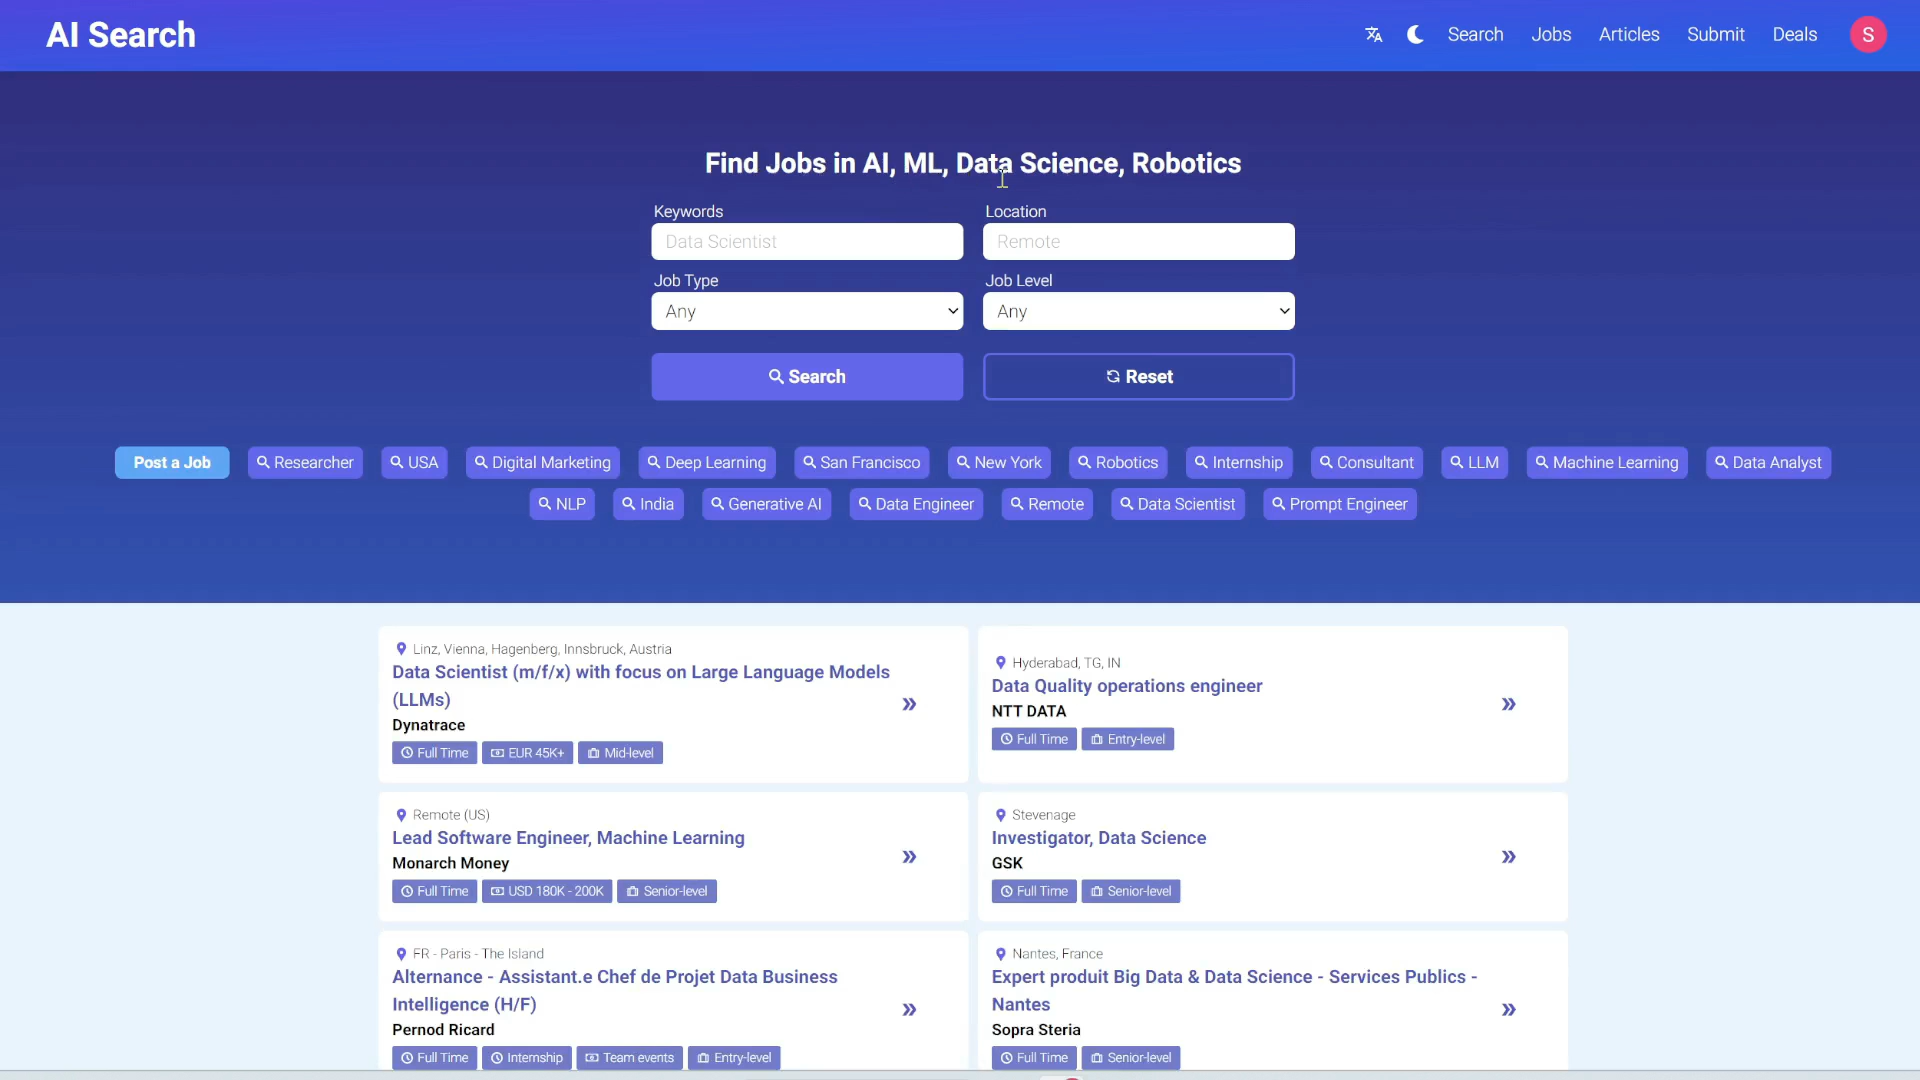 AI Search
Search Jobs Articles Submit Deals S
Find Jobs in AI, ML, Data Science, Robotics
Keywords Location
Data Scientist Remote
Job Type Job Level
Any Any
Search Reset
Post a Job Researcher USA Digital Marketing Deep Learning San Francisco New York Robotics Internship Consultant LLM Machine Learning Data Analyst
NLP India Generative AI Data Engineer Remote Data Scientist Prompt Engineer
Linz, Vienna, Hagenberg, Innsbruck, Austria
Data Scientist (m/f/x) with focus on Large Language Models
(LLMs)
Dynatrace
Full Time EUR 45K+ Mid-level
Hyderabad, TG, IN
Data Quality operations engineer
NTT DATA
Full Time Entry-level
Remote (US)
Lead Software Engineer, Machine Learning
Monarch Money
Full Time USD 180K - 200K Senior-level
Stevenage
Investigator, Data Science
GSK
Full Time Senior-level
FR - Paris - The Island
Alternance - Assistant.e Chef de Projet Data Business
Intelligence (H/F)
Pernod Ricard
Full Time Internship Team events Entry-level
Nantes, France
Expert produit Big Data & Data Science - Services Publics -
Nantes
Sopra Steria
Full Time Senior-level